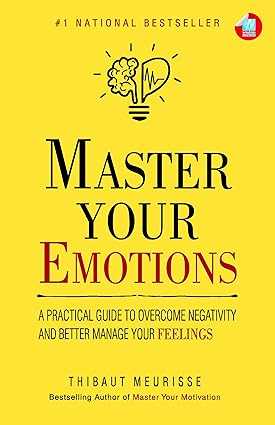 #1 NATIONAL BESTSELLER
MASTER
YOUR
EMOTIONS
A PRACTICAL GUIDE TO OVERCOME NEGATIVITY
AND BETTER MANAGE YOUR FEELINGS
THIBAUT MEURISSE
Bestselling Author of Master Your Motivation